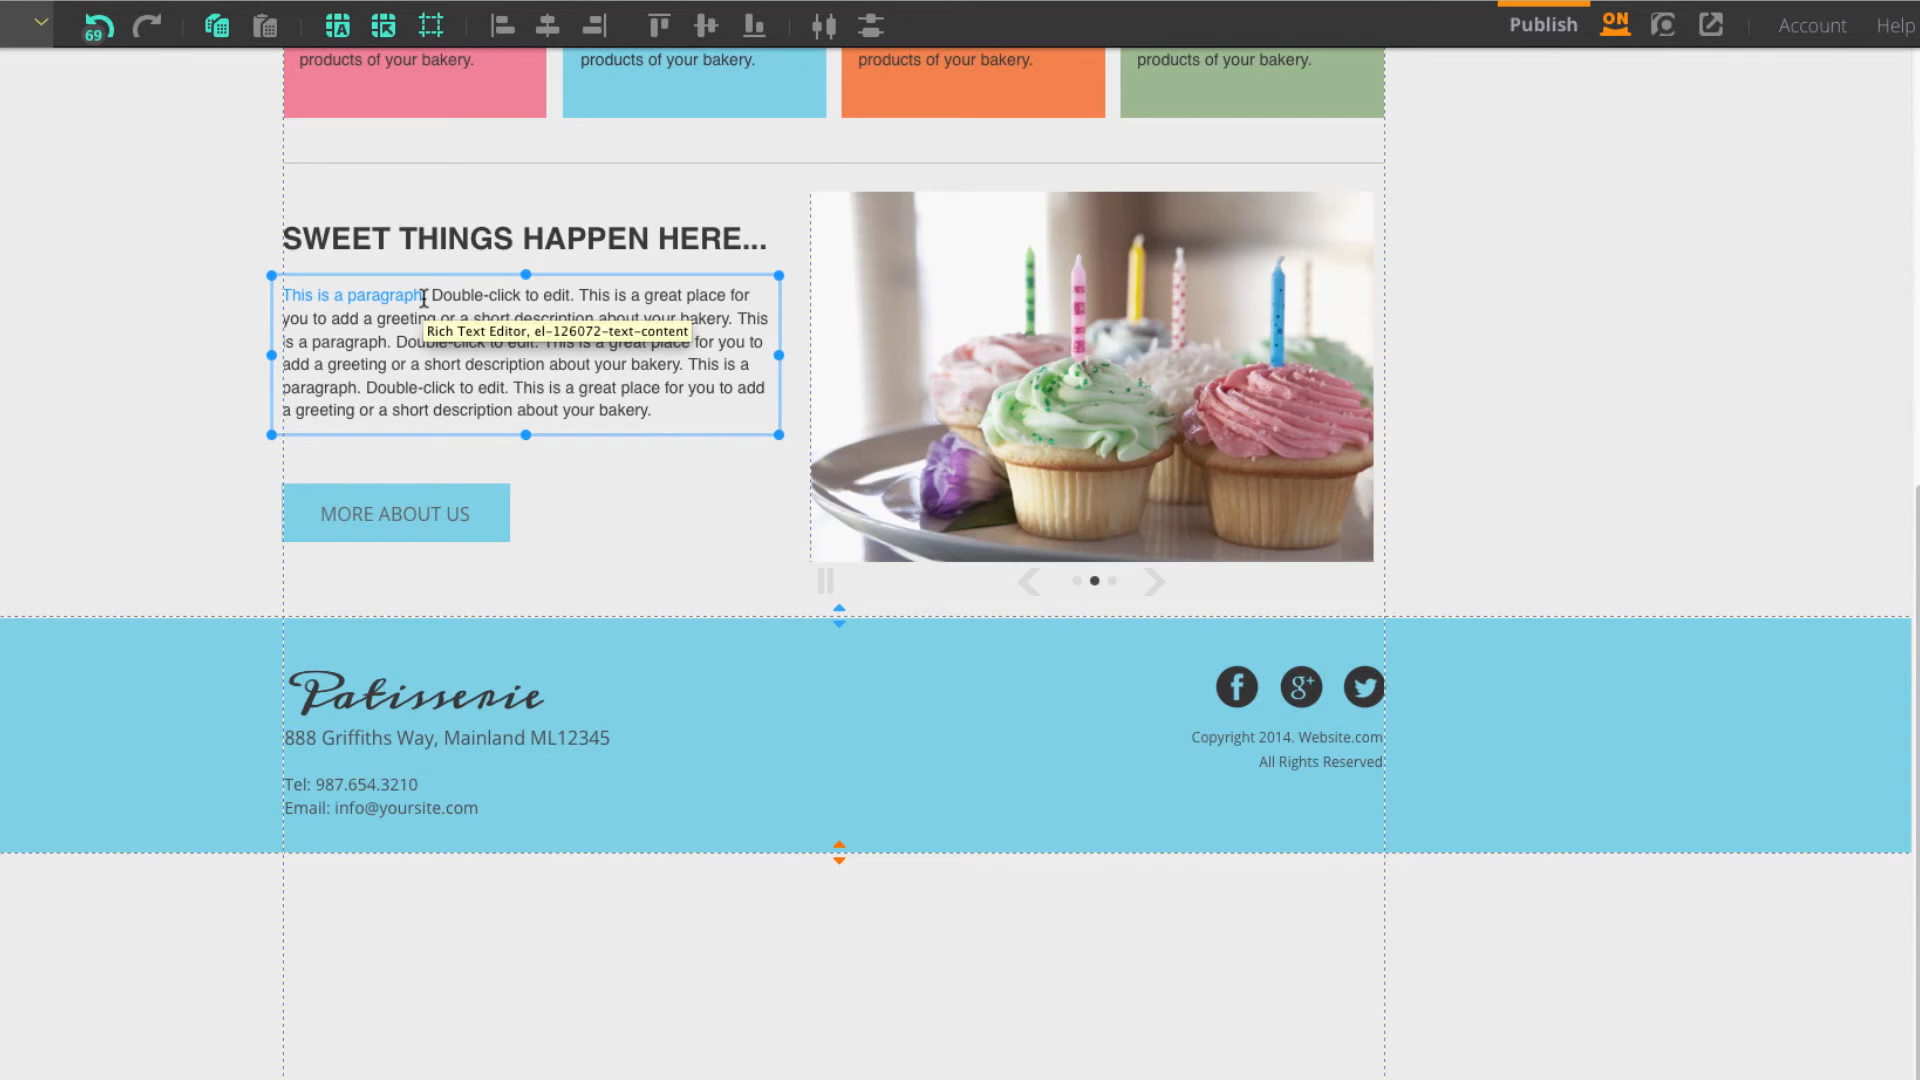 69
Publish
ON
Account
Help
products of your bakery.
products of your bakery.
products of your bakery.
products of your bakery.
SWEET THINGS HAPPEN HERE...
This is a paragraph. Double-click to edit. This is a great place for
you to add a greeting or a short description about your bakery. This
is a paragraph. Double-click to edit. This is a great place for you to
add a greeting or a short description about your bakery. This is a
paragraph. Double-click to edit. This is a great place for you to add
a greeting or a short description about your bakery.
Rich Text Editor, el-126072-text-content
MORE ABOUT US
Patisserie
888 Griffiths Way, Mainland ML12345
Tel: 987.654.3210
Email: info@yoursite.com
Copyright 2014. Website.com
All Rights Reserved